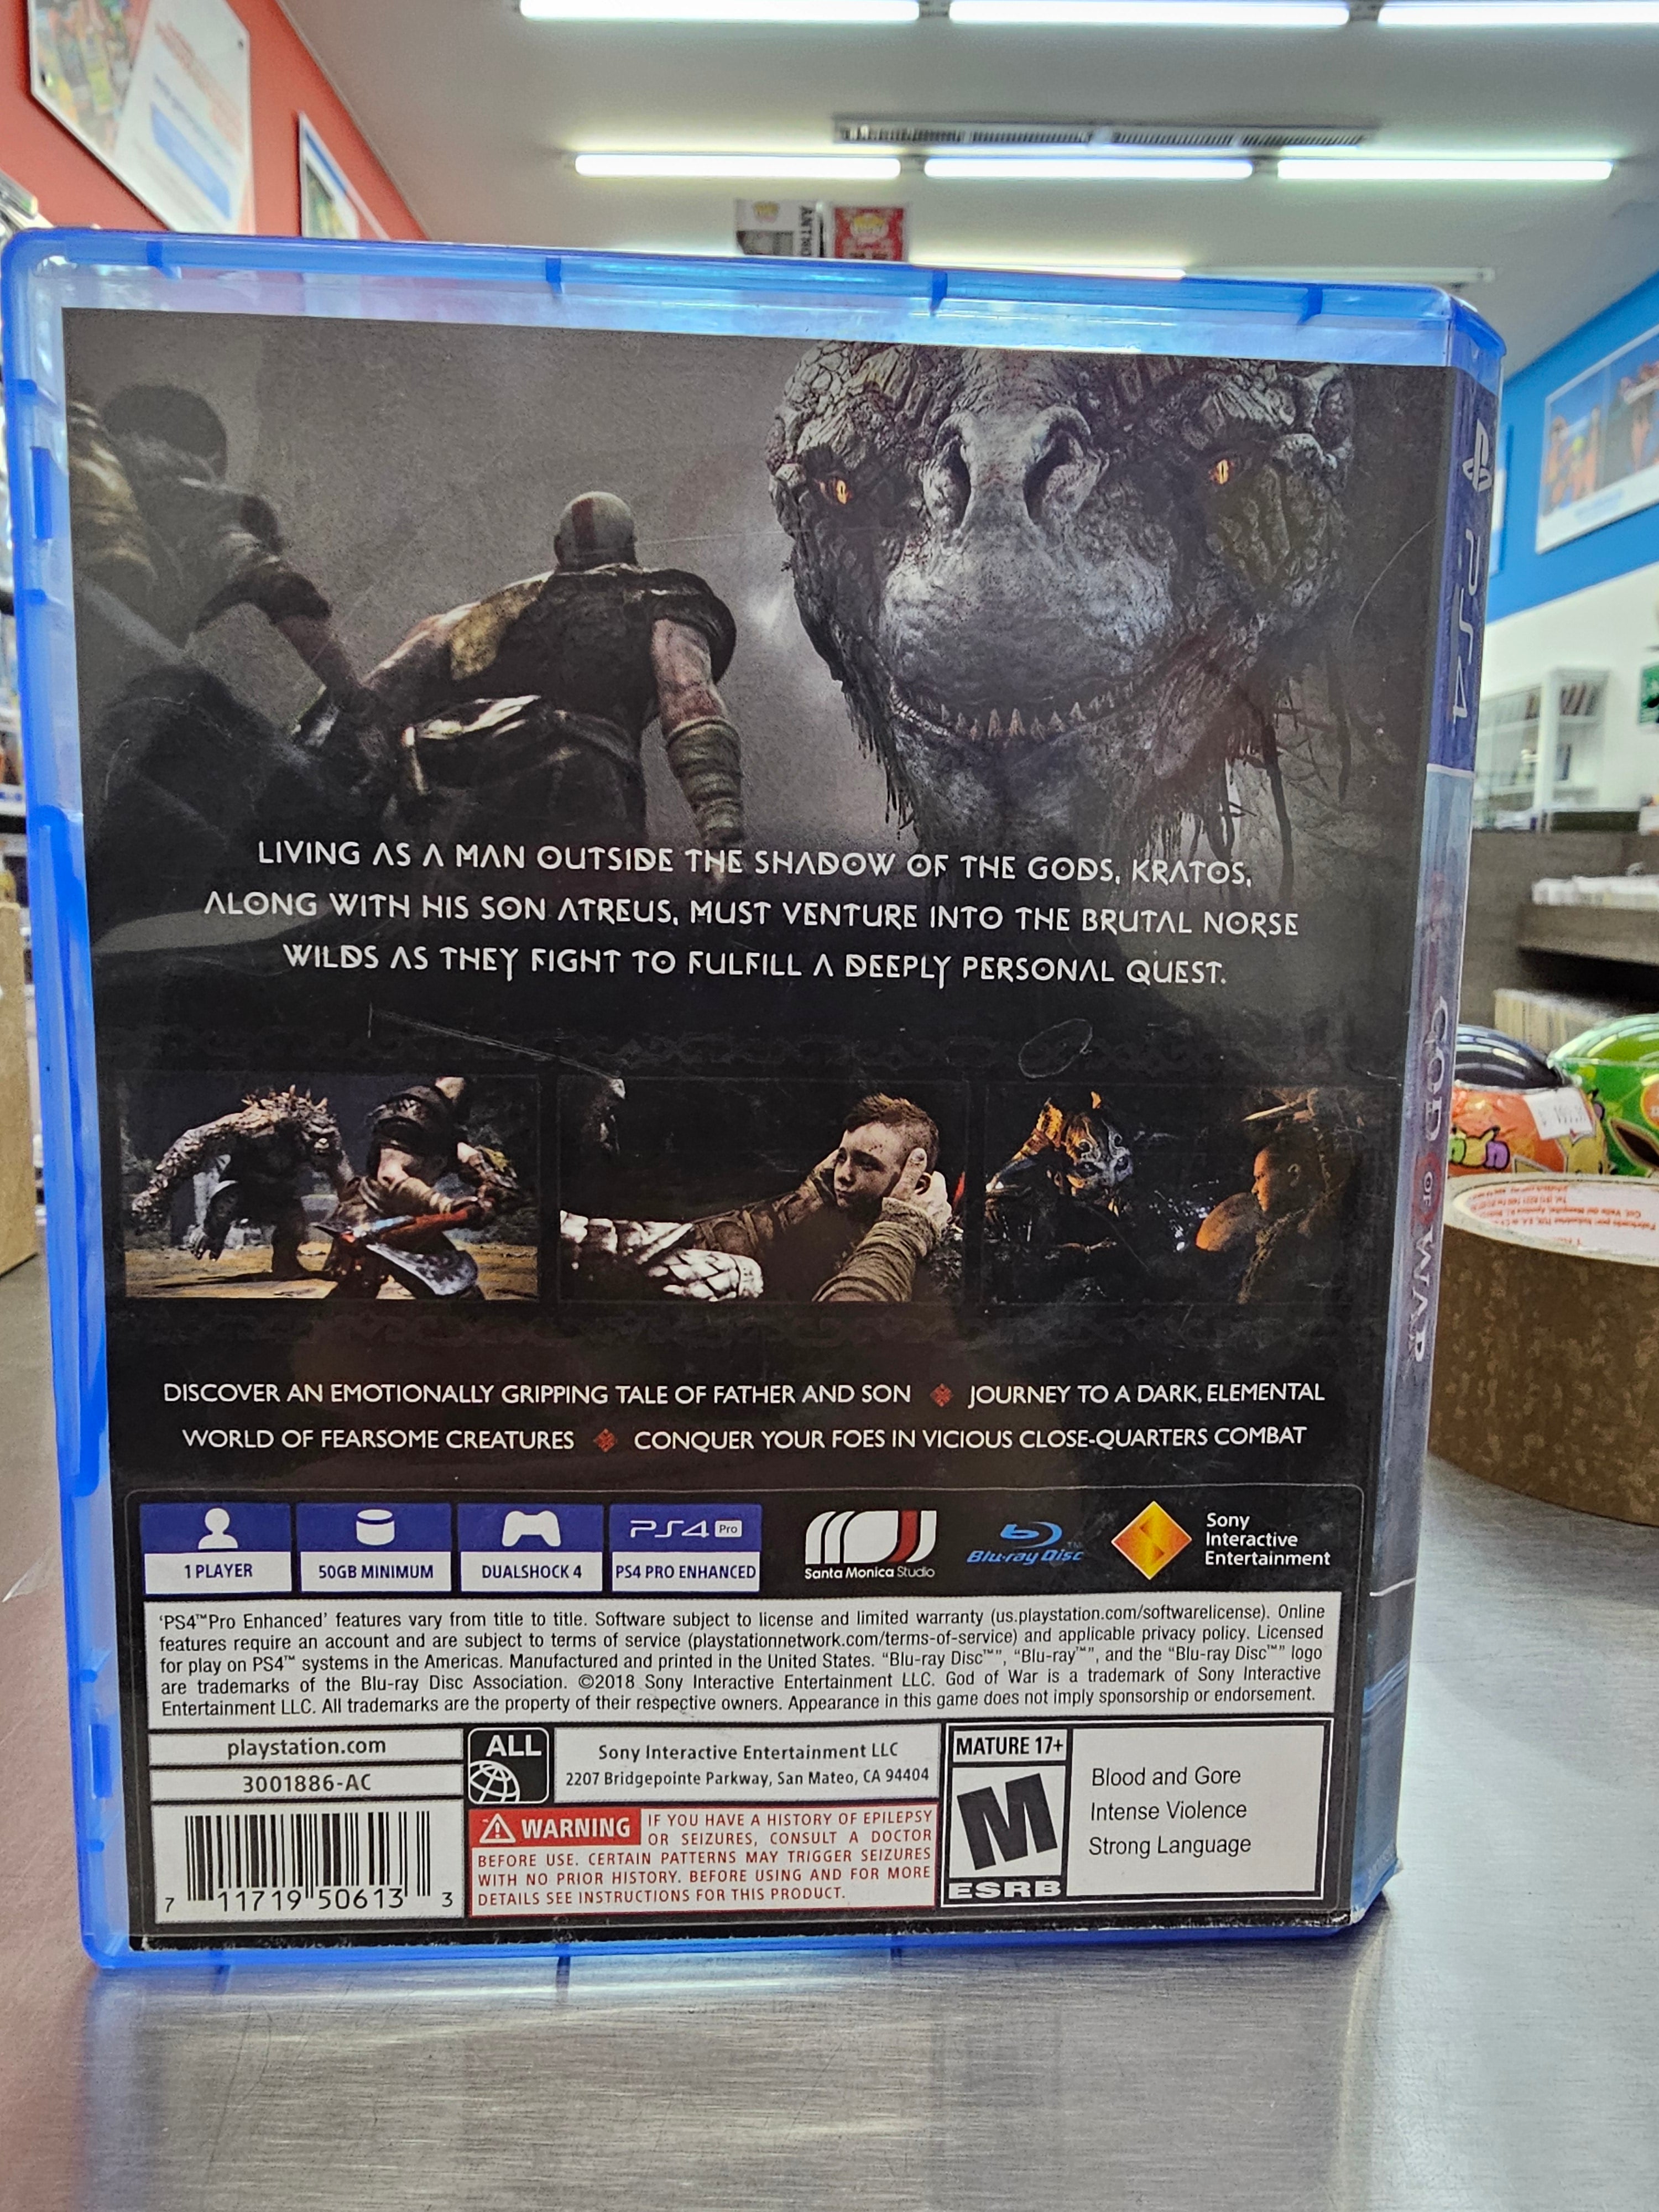 ANTHO
PS4
GOD OF WAR
LIVING AS A MAN OUTSIDE THE SHADOW OF THE GODS, KRATOS,
ALONG WITH HIS SON ATREUS, MUST VENTURE INTO THE BRUTAL NORSE
WILDS AS THEY FIGHT TO FULFILL A DEEPLY PERSONAL QUEST.
DISCOVER AN EMOTIONALLY GRIPPING TALE OF FATHER AND SON JOURNEY TO A DARK, ELEMENTAL
WORLD OF FEARSOME CREATURES CONQUER YOUR FOES IN VICIOUS CLOSE-QUARTERS COMBAT
1 PLAYER
50GB MINIMUM
DUALSHOCK 4
PS4 Pro
PS4 PRO ENHANCED
Santa Monica Studio
Blu-ray Disc™
Sony
Interactive
Entertainment
'PS4™Pro Enhanced' features vary from title to title. Software subject to license and limited warranty (us.playstation.com/softwarelicense). Online
features require an account and are subject to terms of service (playstationnetwork.com/terms-of-service) and applicable privacy policy. Licensed
for play on PS4™ systems in the Americas. Manufactured and printed in the United States. "Blu-ray Disc™", "Blu-ray™", and the "Blu-ray Disc™" logo
are trademarks of the Blu-ray Disc Association. ©2018 Sony Interactive Entertainment LLC. God of War is a trademark of Sony Interactive
Entertainment LLC. All trademarks are the property of their respective owners. Appearance in this game does not imply sponsorship or endorsement.
playstation.com
3001886-AC
7 11719 50613 3
ALL
Sony Interactive Entertainment LLC
2207 Bridgepointe Parkway, San Mateo, CA 94404
WARNING IF YOU HAVE A HISTORY OF EPILEPSY
OR SEIZURES, CONSULT A DOCTOR
BEFORE USE. CERTAIN PATTERNS MAY TRIGGER SEIZURES
WITH NO PRIOR HISTORY. BEFORE USING AND FOR MORE
DETAILS SEE INSTRUCTIONS FOR THIS PRODUCT.
MATURE 17+
M
ESRB
Blood and Gore
Intense Violence
Strong Language